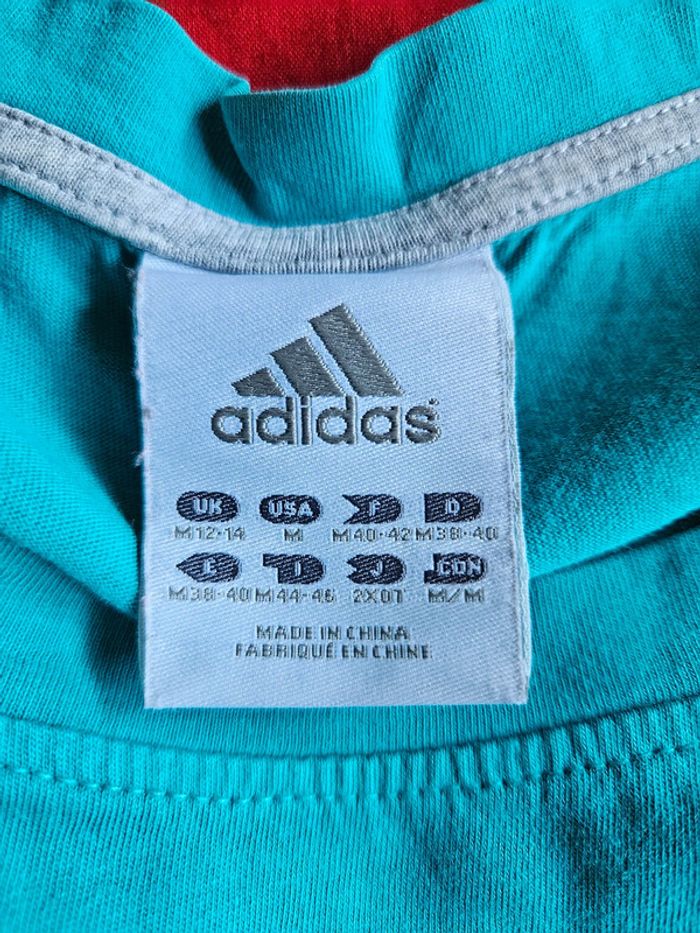 adidas
UK USA F D
M12-14 M M40-42 M38-40
E I J CDN
M38-40 M44-46 2XOT M/M
MADE IN CHINA
FABRIQUÉ EN CHINE